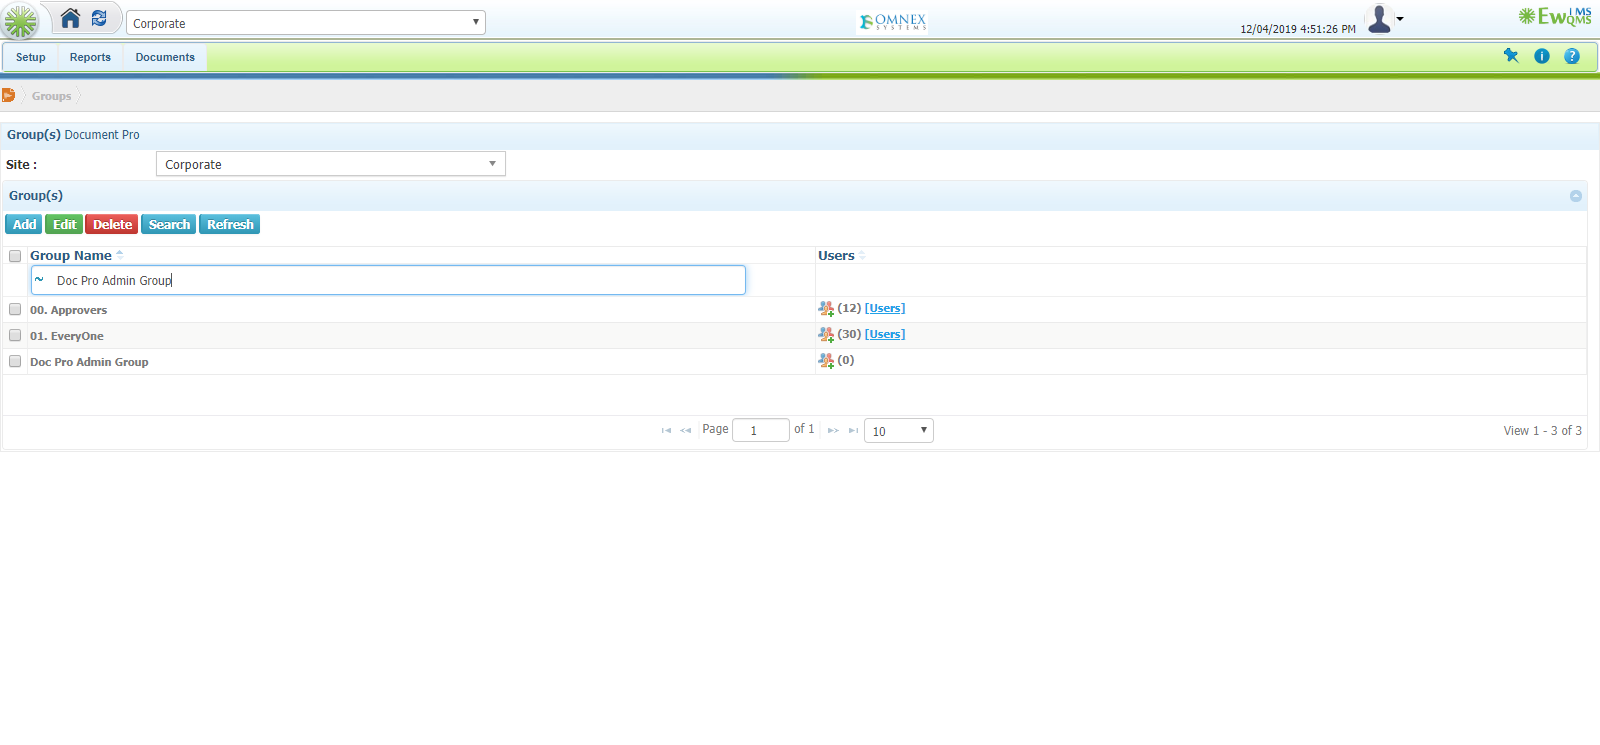 Corporate
OMNEX
SYSTEMS
12/04/2019 4:51:26 PM
EwIMS
QMS
Setup Reports Documents
Groups
Group(s) Document Pro
Site : Corporate
Group(s)
Add Edit Delete Search Refresh
Group Name Users
~ Doc Pro Admin Group
00. Approvers (12) [Users]
01. EveryOne (30) [Users]
Doc Pro Admin Group (0)
Page 1 of 1 10 View 1 - 3 of 3